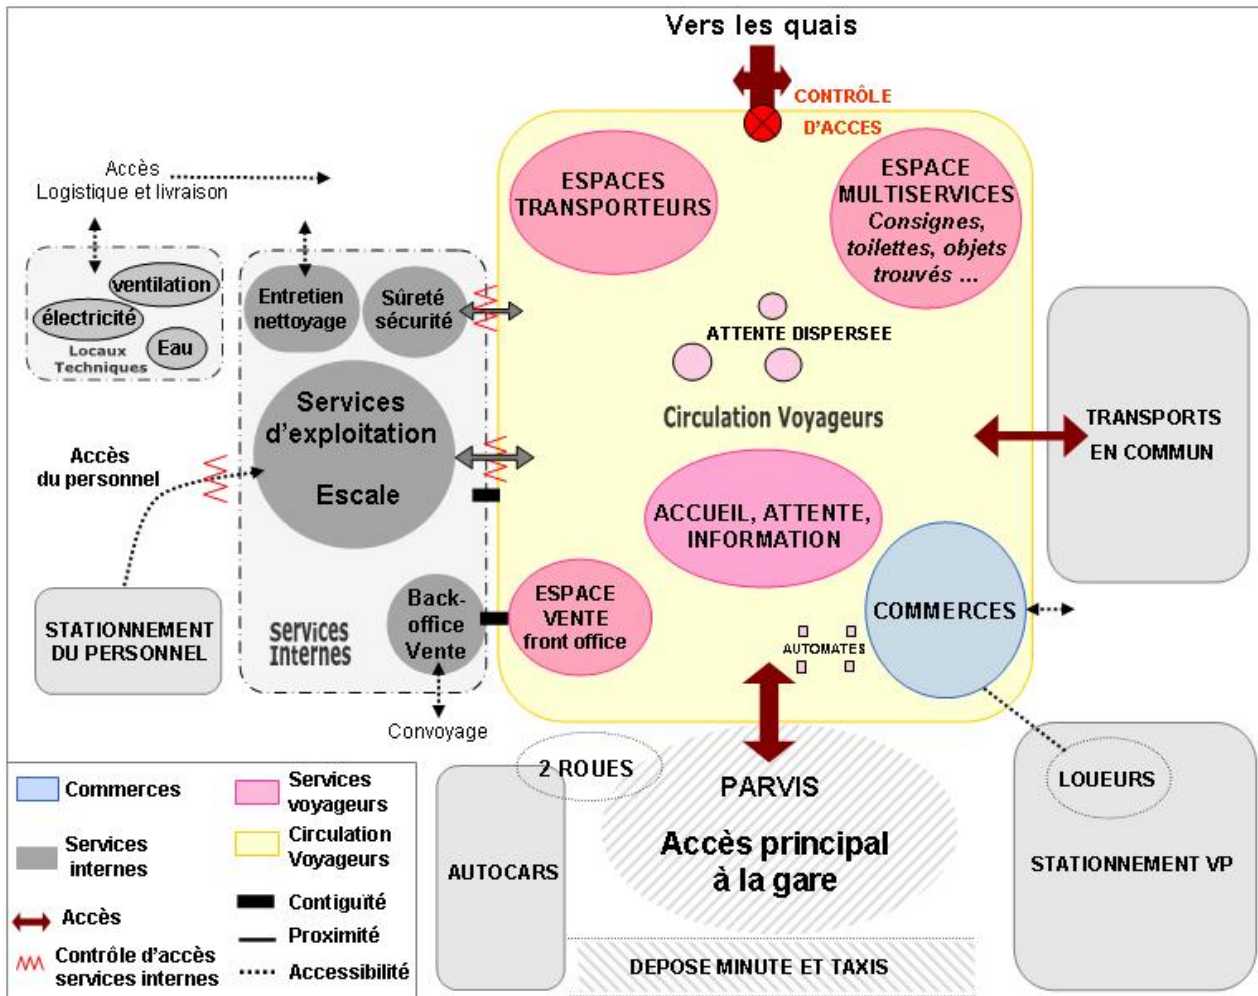 Vers les quais
CONTRÔLE
D'ACCES
Accès
Logistique et livraison
ESPACES
TRANSPORTEURS
ESPACE
MULTISERVICES
Consignes,
toilettes, objets
trouvés ...
ventilation
électricité
Eau
Locaux
Techniques
Entretien
nettoyage
Sûreté
sécurité
ATTENTE DISPERSEE
Circulation Voyageurs
TRANSPORTS
EN COMMUN
Services
d'exploitation
Escale
Accès
du personnel
ACCUEIL, ATTENTE,
INFORMATION
STATIONNEMENT
DU PERSONNEL
Services
Internes
Back-
office
Vente
ESPACE
VENTE
front office
COMMERCES
AUTOMATES
Convoyage
2 ROUES
PARVIS
Accès principal
à la gare
AUTOCARS
LOUEURS
STATIONNEMENT VP
DEPOSE MINUTE ET TAXIS
Commerces
Services
internes
Accès
Contrôle d'accès
services internes
Services
voyageurs
Circulation
Voyageurs
Contiguïté
Proximité
Accessibilité